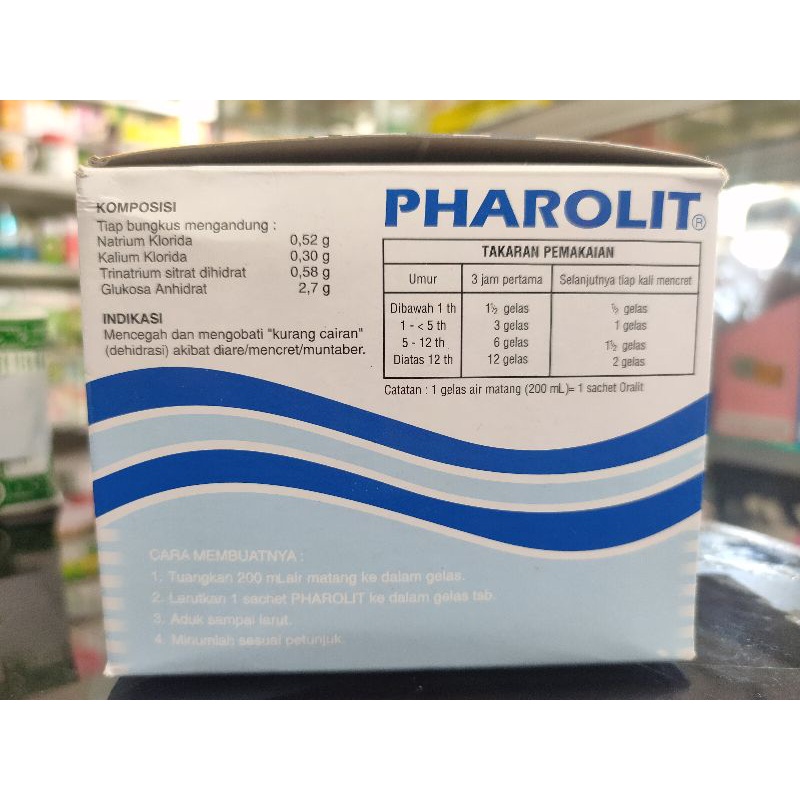 KOMPOSISI
Tiap bungkus mengandung :
Natrium Klorida 0,52 g
Kalium Klorida 0,30 g
Trinatrium sitrat dihidrat 0,58 g
Glukosa Anhidrat 2,7 g
INDIKASI
Mencegah dan mengobati "kurang cairan"
(dehidrasi) akibat diare/mencret/muntaber.
PHAROLIT®
TAKARAN PEMAKAIAN
Umur 3 jam pertama Selanjutnya tiap kali mencret
Dibawah 1 th 1½ gelas ½ gelas
1 - < 5 th 3 gelas 1 gelas
5 - 12 th 6 gelas 1½ gelas
Diatas 12 th 12 gelas 2 gelas
Catatan : 1 gelas air matang (200 mL)= 1 sachet Oralit
CARA MEMBUATNYA :
1. Tuangkan 200 mL air matang ke dalam gelas.
2. Larutkan 1 sachet PHAROLIT ke dalam gelas tsb.
3. Aduk sampai larut.
4. Minumlah sesuai petunjuk.